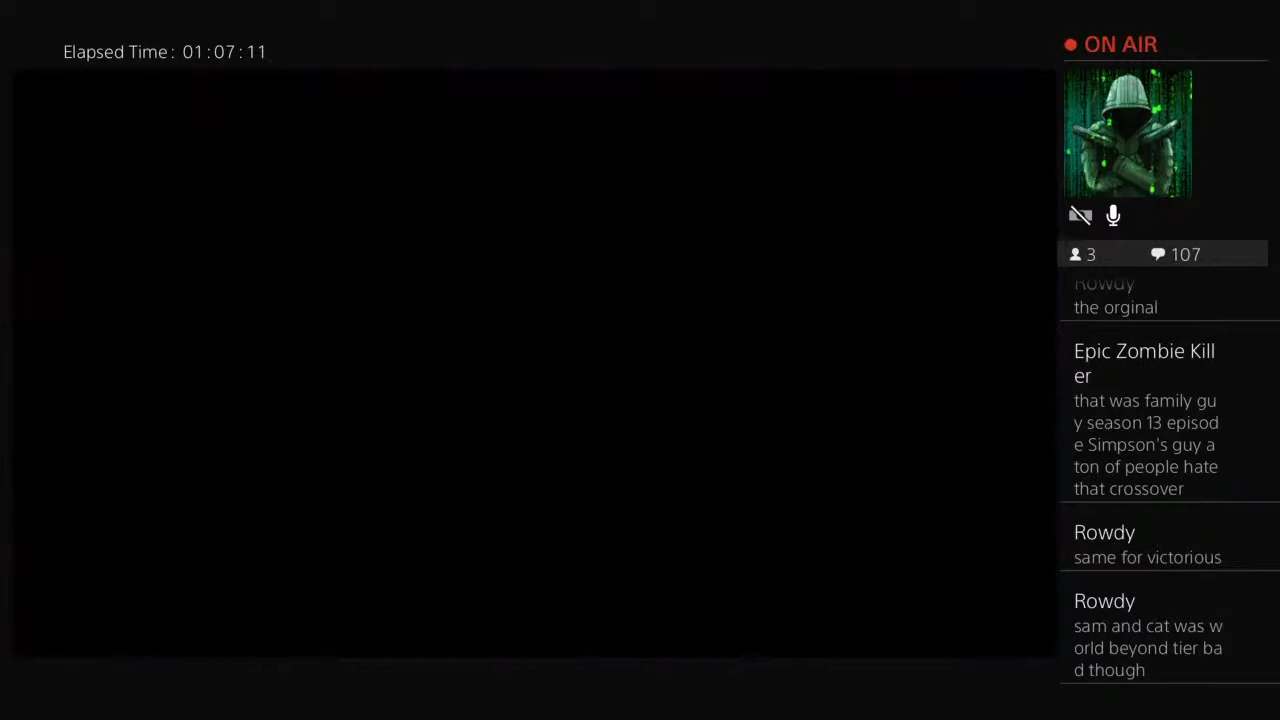 Elapsed Time: 01:07:11
ON AIR
3 107
Rowdy
the orginal
Epic Zombie Kill
er
that was family gu
y season 13 episod
e Simpson's guy a
ton of people hate
that crossover
Rowdy
same for victorious
Rowdy
sam and cat was w
orld beyond tier ba
d though